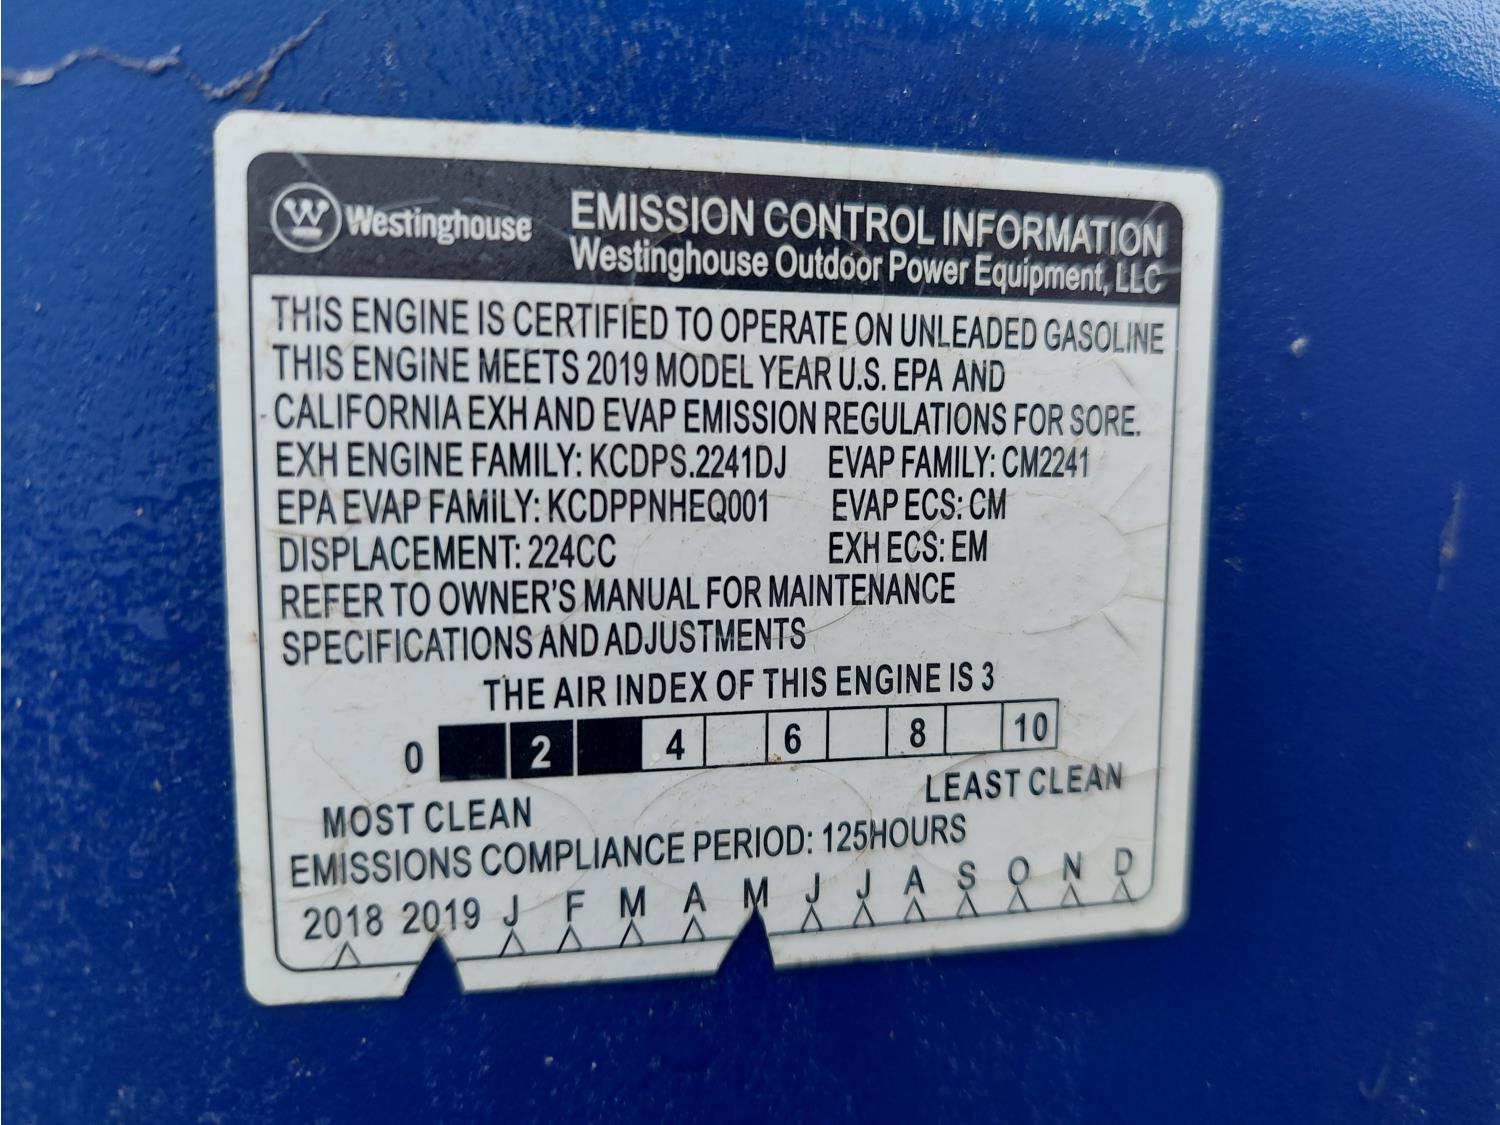 Westinghouse EMISSION CONTROL INFORMATION
Westinghouse Outdoor Power Equipment, LLC
THIS ENGINE IS CERTIFIED TO OPERATE ON UNLEADED GASOLINE
THIS ENGINE MEETS 2019 MODEL YEAR U.S. EPA AND
CALIFORNIA EXH AND EVAP EMISSION REGULATIONS FOR SORE.
EXH ENGINE FAMILY: KCDPS.2241DJ EVAP FAMILY: CM2241
EPA EVAP FAMILY: KCDPPNHEQ001 EVAP ECS: CM
DISPLACEMENT: 224CC EXH ECS: EM
REFER TO OWNER'S MANUAL FOR MAINTENANCE
SPECIFICATIONS AND ADJUSTMENTS
THE AIR INDEX OF THIS ENGINE IS 3
0 2 4 6 8 10
MOST CLEAN LEAST CLEAN
EMISSIONS COMPLIANCE PERIOD: 125HOURS
2018 2019 J F M A M J J A S O N D